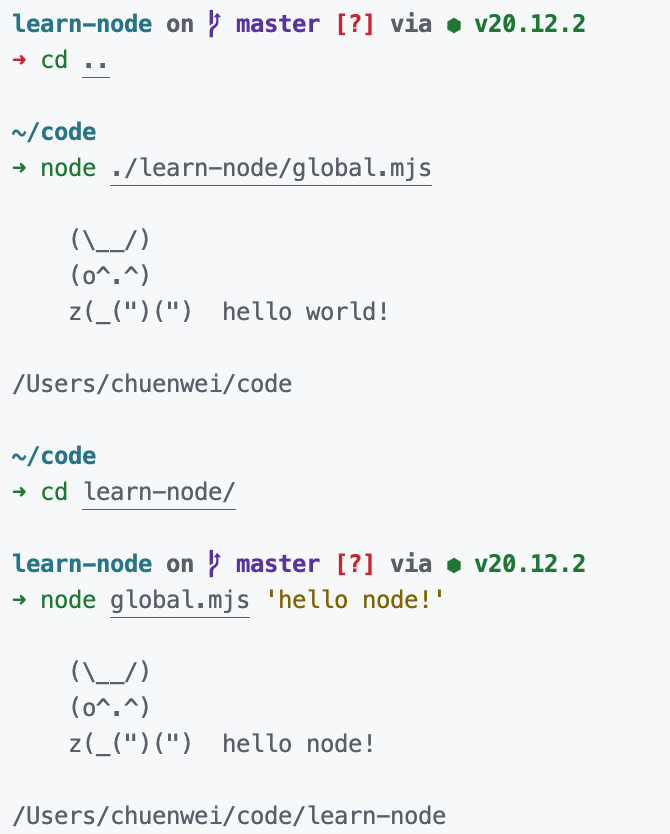 learn-node on master [?] via ⬢ v20.12.2
➜ cd ..
~/code
➜ node ./learn-node/global.mjs
(\__/)
(o^.^)
z(_(")(")  hello world!
/Users/chuenwei/code
~/code
➜ cd learn-node/
learn-node on master [?] via ⬢ v20.12.2
➜ node global.mjs 'hello node!'
(\__/)
(o^.^)
z(_(")(")  hello node!
/Users/chuenwei/code/learn-node